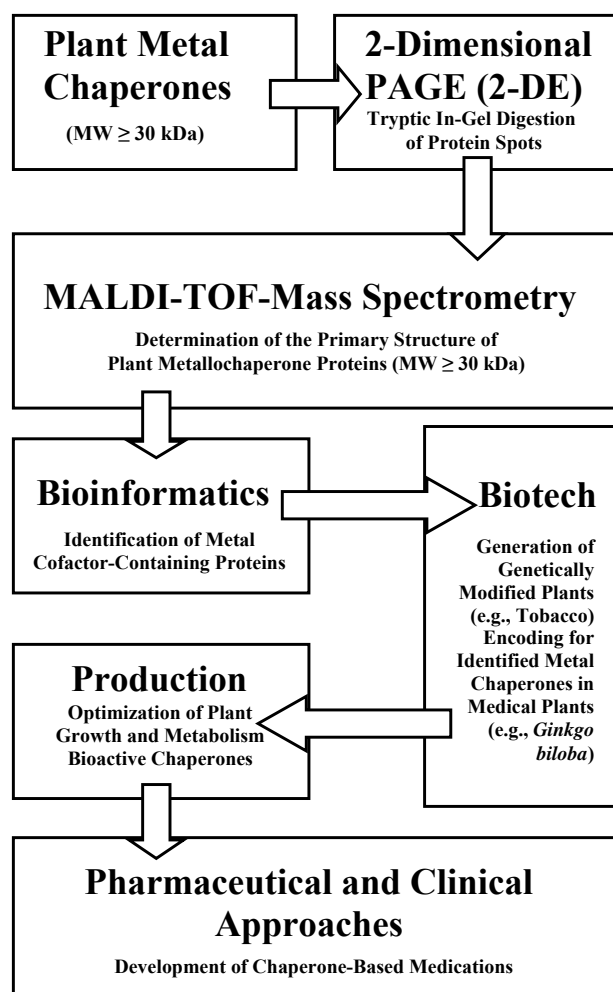 Plant Metal
Chaperones
(MW ≥ 30 kDa)
2-Dimensional
PAGE (2-DE)
Tryptic In-Gel Digestion
of Protein Spots
MALDI-TOF-Mass Spectrometry
Determination of the Primary Structure of
Plant Metallochaperone Proteins (MW ≥ 30 kDa)
Bioinformatics
Identification of Metal
Cofactor-Containing Proteins
Biotech
Generation of
Genetically
Modified Plants
(e.g., Tobacco)
Encoding for
Identified Metal
Chaperones in
Medical Plants
(e.g., Ginkgo
biloba)
Production
Optimization of Plant
Growth and Metabolism
Bioactive Chaperones
Pharmaceutical and Clinical
Approaches
Development of Chaperone-Based Medications